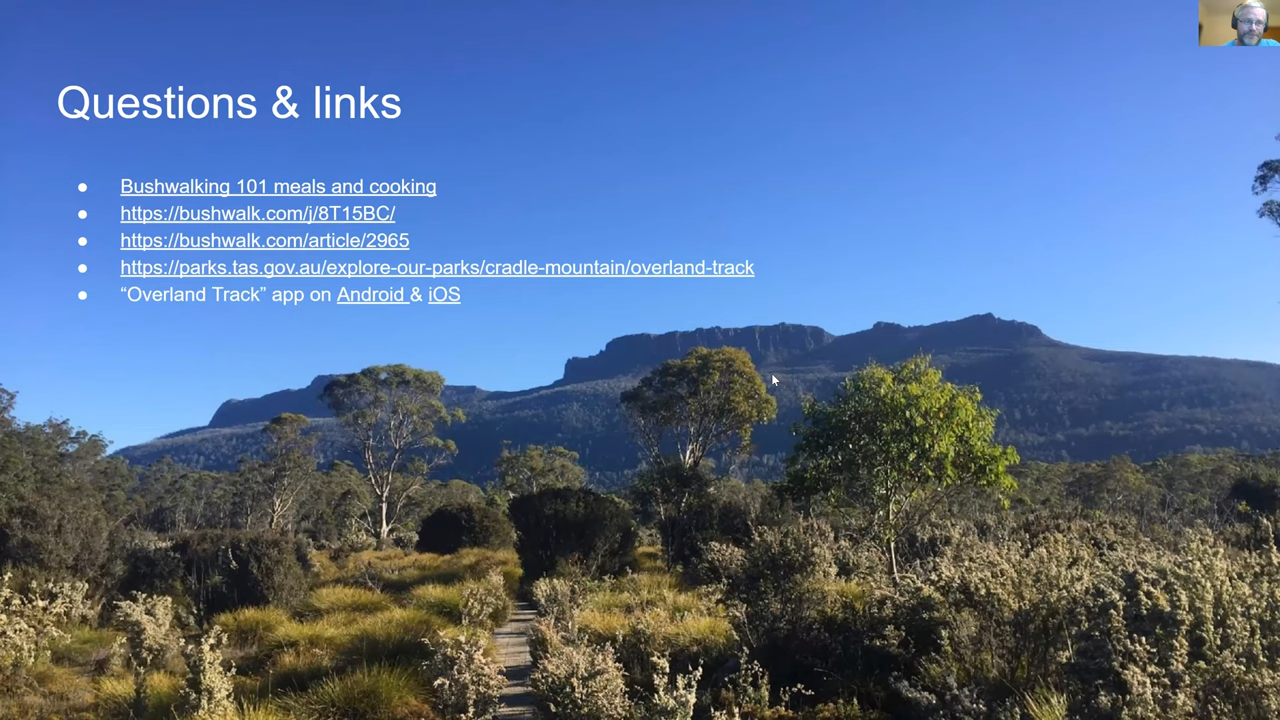 Questions & links
● Bushwalking 101 meals and cooking
● https://bushwalk.com/j/8T15BC/
● https://bushwalk.com/article/2965
● https://parks.tas.gov.au/explore-our-parks/cradle-mountain/overland-track
● “Overland Track” app on Android & iOS